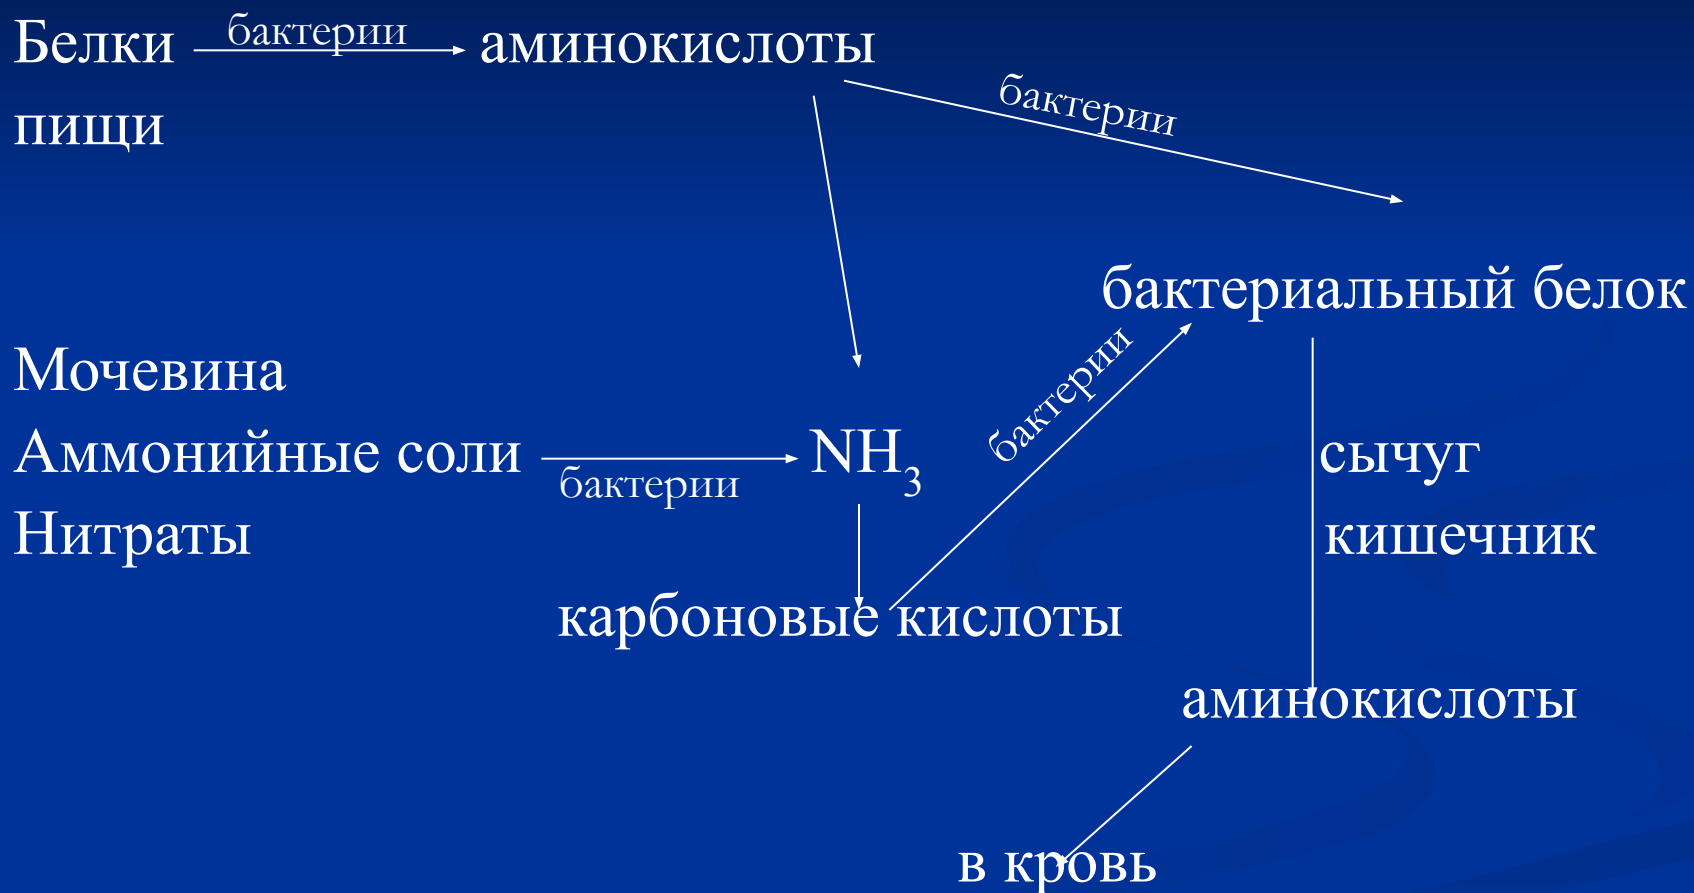 Белки бактерии аминокислоты
пищи
бактерии
бактериальный белок
Мочевина
бактерии
Аммонийные соли бактерии NH₃ сычуг
Нитраты кишечник
карбоновые кислоты
аминокислоты
в кровь